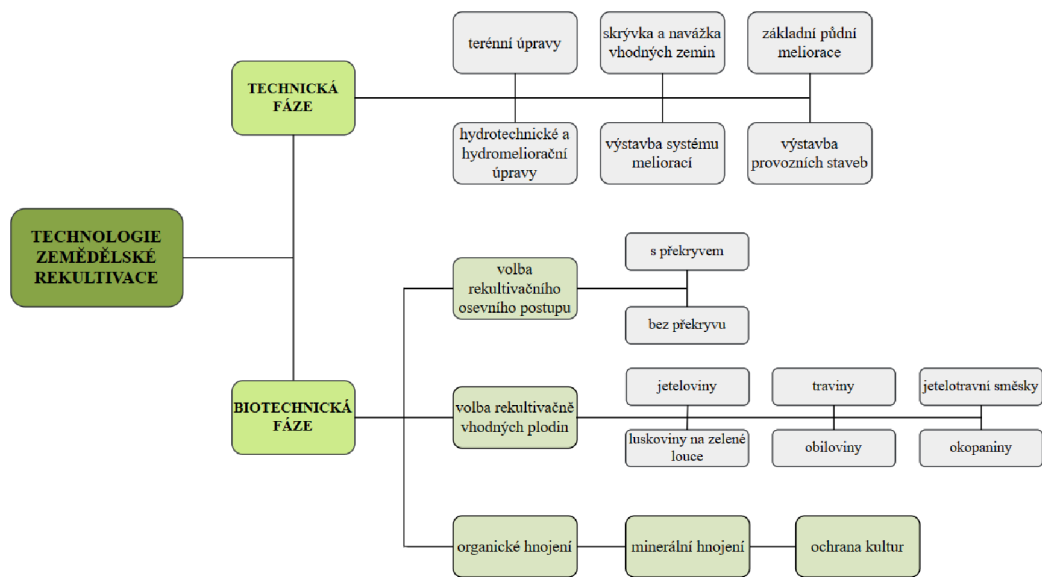 terénní úpravy
skrývka a navážka
vhodných zemin
základní půdní
meliorace
TECHNICKÁ
FÁZE
hydrotechnické a
hydromeliorační
úpravy
výstavba systému
meliorací
výstavba
provozních staveb
TECHNOLOGIE
ZEMĚDĚLSKÉ
REKULTIVACE
volba
rekultivačního
osevního postupu
s překryvem
bez překryvu
BIOTECHNICKÁ
FÁZE
volba rekultivačně
vhodných plodin
jeteloviny
traviny
jetelotravní směsky
luskoviny na zelené
louce
obiloviny
okopaniny
organické hnojení
minerální hnojení
ochrana kultur